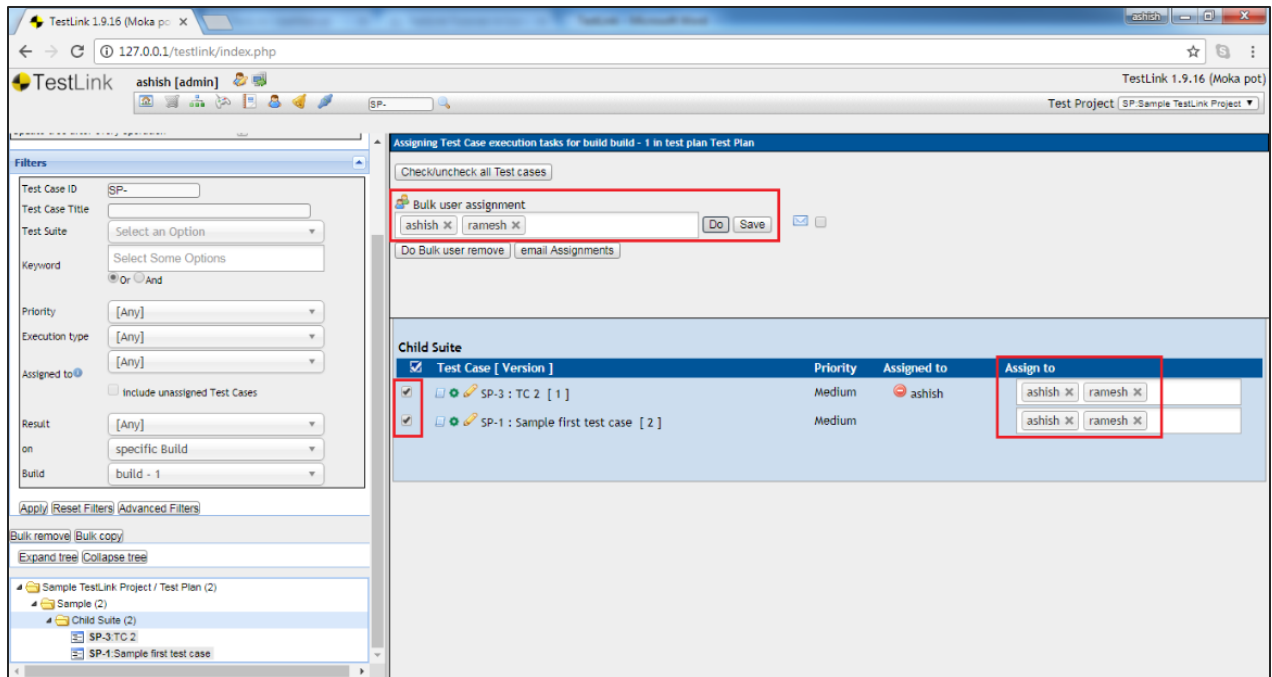 TestLink 1.9.16 (Moka po
ashish
127.0.0.1/testlink/index.php
TestLink ashish [admin]
TestLink 1.9.16 (Moka pot)
SP-
Test Project SP:Sample TestLink Project
Assigning Test Case execution tasks for build build - 1 in test plan Test Plan
Filters
Test Case ID SP-
Test Case Title
Test Suite Select an Option
Keyword Select Some Options
Or And
Priority [Any]
Execution type [Any]
Assigned to [Any]
include unassigned Test Cases
Result [Any]
on specific Build
Build build - 1
Apply Reset Filters Advanced Filters
Bulk remove Bulk copy
Expand tree Collapse tree
Sample TestLink Project / Test Plan (2)
Sample (2)
Child Suite (2)
SP-3:TC 2
SP-1:Sample first test case
Check/uncheck all Test cases
Bulk user assignment
ashish ramesh Do Save
Do Bulk user remove email Assignments
Child Suite
Test Case [ Version ] Priority Assigned to Assign to
SP-3 : TC 2 [ 1 ] Medium ashish ashish ramesh
SP-1 : Sample first test case [ 2 ] Medium ashish ramesh